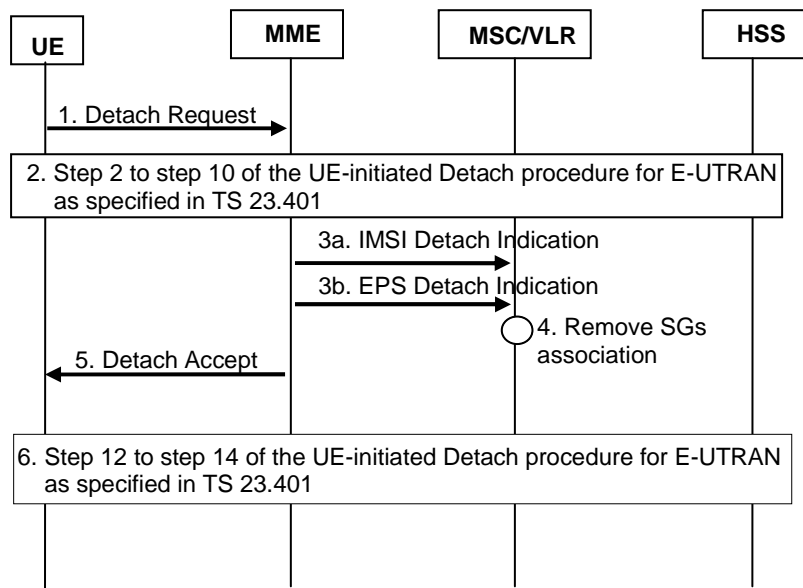 UE
MME
MSC/VLR
HSS
1. Detach Request
2. Step 2 to step 10 of the UE-initiated Detach procedure for E-UTRAN
as specified in TS 23.401
3a. IMSI Detach Indication
3b. EPS Detach Indication
4. Remove SGs
association
5. Detach Accept
6. Step 12 to step 14 of the UE-initiated Detach procedure for E-UTRAN
as specified in TS 23.401